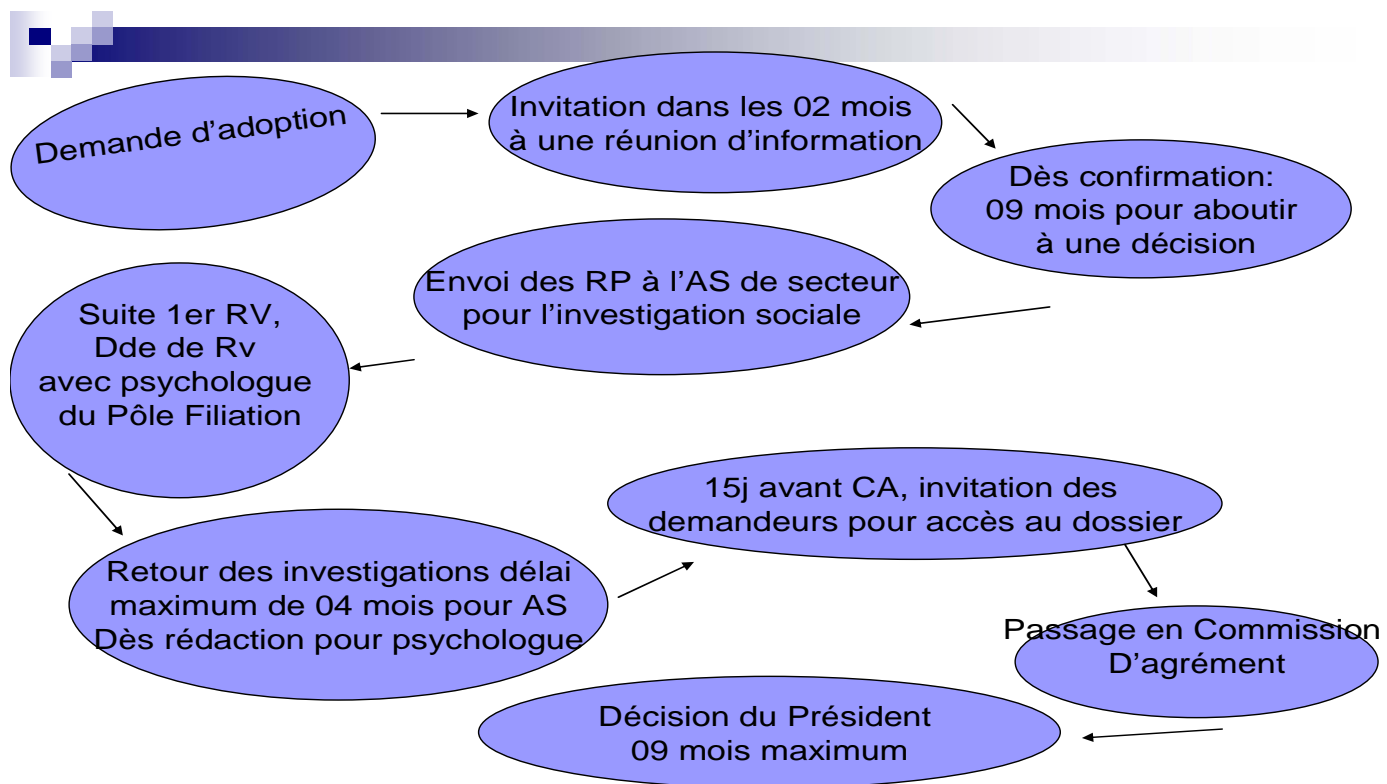 Demande d'adoption
Invitation dans les 02 mois
à une réunion d'information
Dès confirmation:
09 mois pour aboutir
à une décision
Envoi des RP à l'AS de secteur
pour l'investigation sociale
Suite 1er RV,
Dde de Rv
avec psychologue
du Pôle Filiation
Retour des investigations délai
maximum de 04 mois pour AS
Dès rédaction pour psychologue
15j avant CA, invitation des
demandeurs pour accès au dossier
Passage en Commission
D'agrément
Décision du Président
09 mois maximum